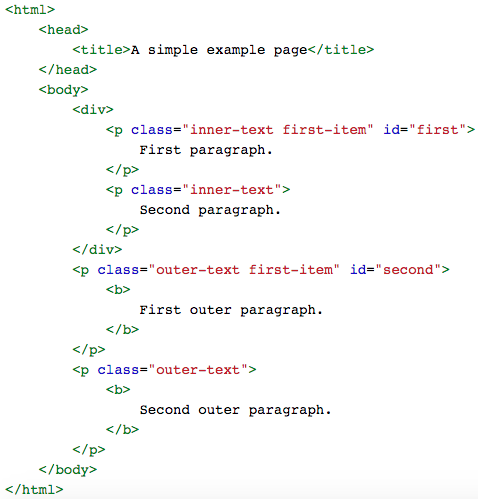 <html>
    <head>
        <title>A simple example page</title>
    </head>
    <body>
        <div>
            <p class="inner-text first-item" id="first">
                First paragraph.
            </p>
            <p class="inner-text">
                Second paragraph.
            </p>
        </div>
        <p class="outer-text first-item" id="second">
            <b>
                First outer paragraph.
            </b>
        </p>
        <p class="outer-text">
            <b>
                Second outer paragraph.
            </b>
        </p>
    </body>
</html>